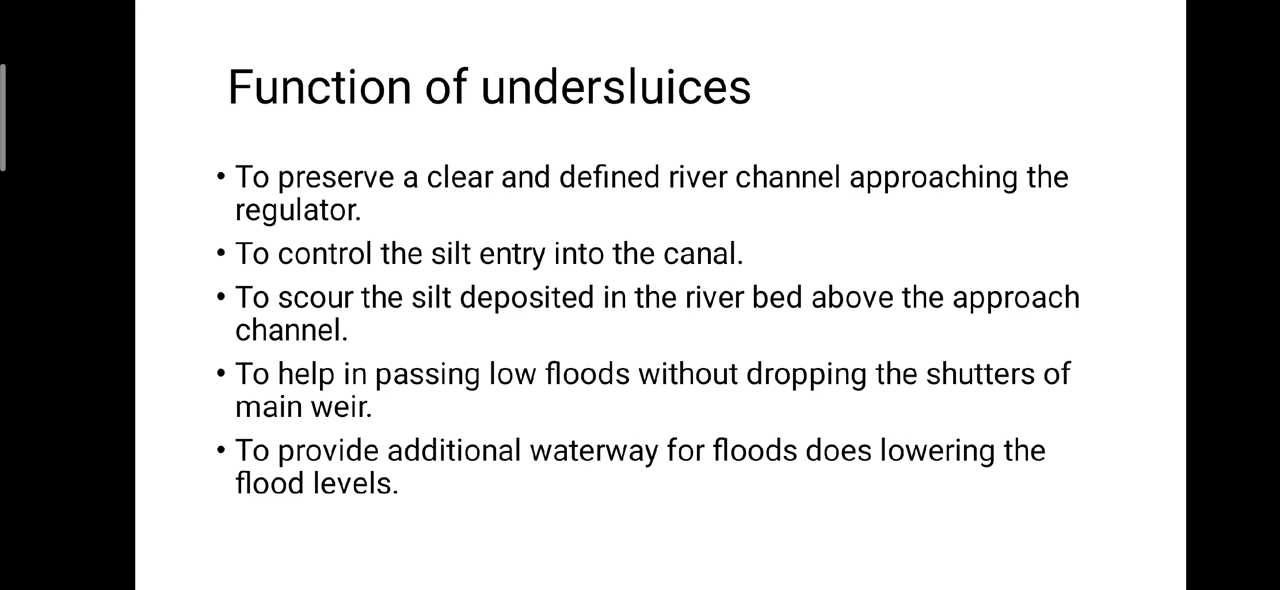 Function of undersluices
• To preserve a clear and defined river channel approaching the
regulator.
• To control the silt entry into the canal.
• To scour the silt deposited in the river bed above the approach
channel.
• To help in passing low floods without dropping the shutters of
main weir.
• To provide additional waterway for floods does lowering the
flood levels.